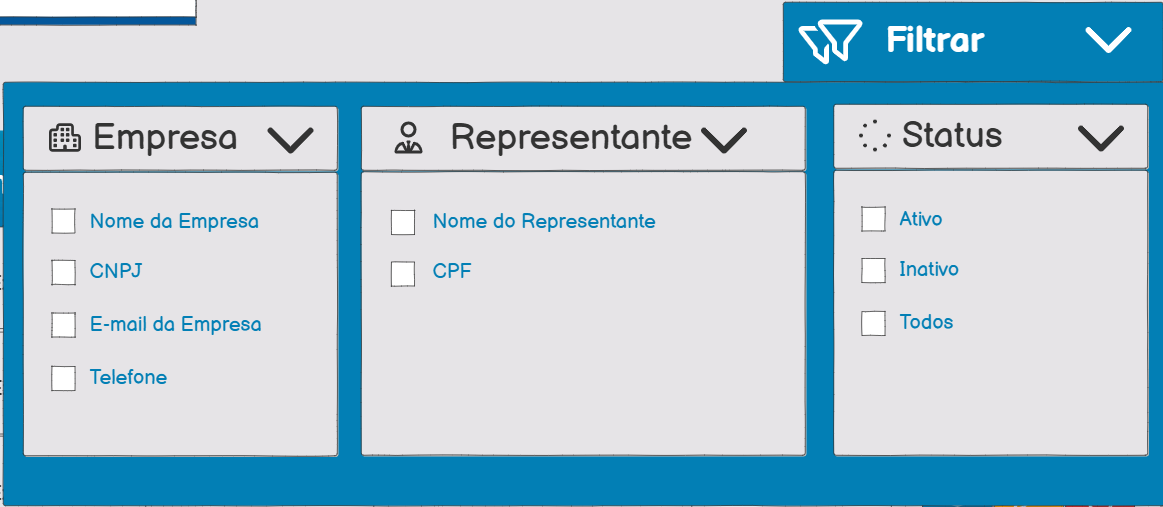 Filtrar
Empresa
Nome da Empresa
CNPJ
E-mail da Empresa
Telefone
Representante
Nome do Representante
CPF
Status
Ativo
Inativo
Todos